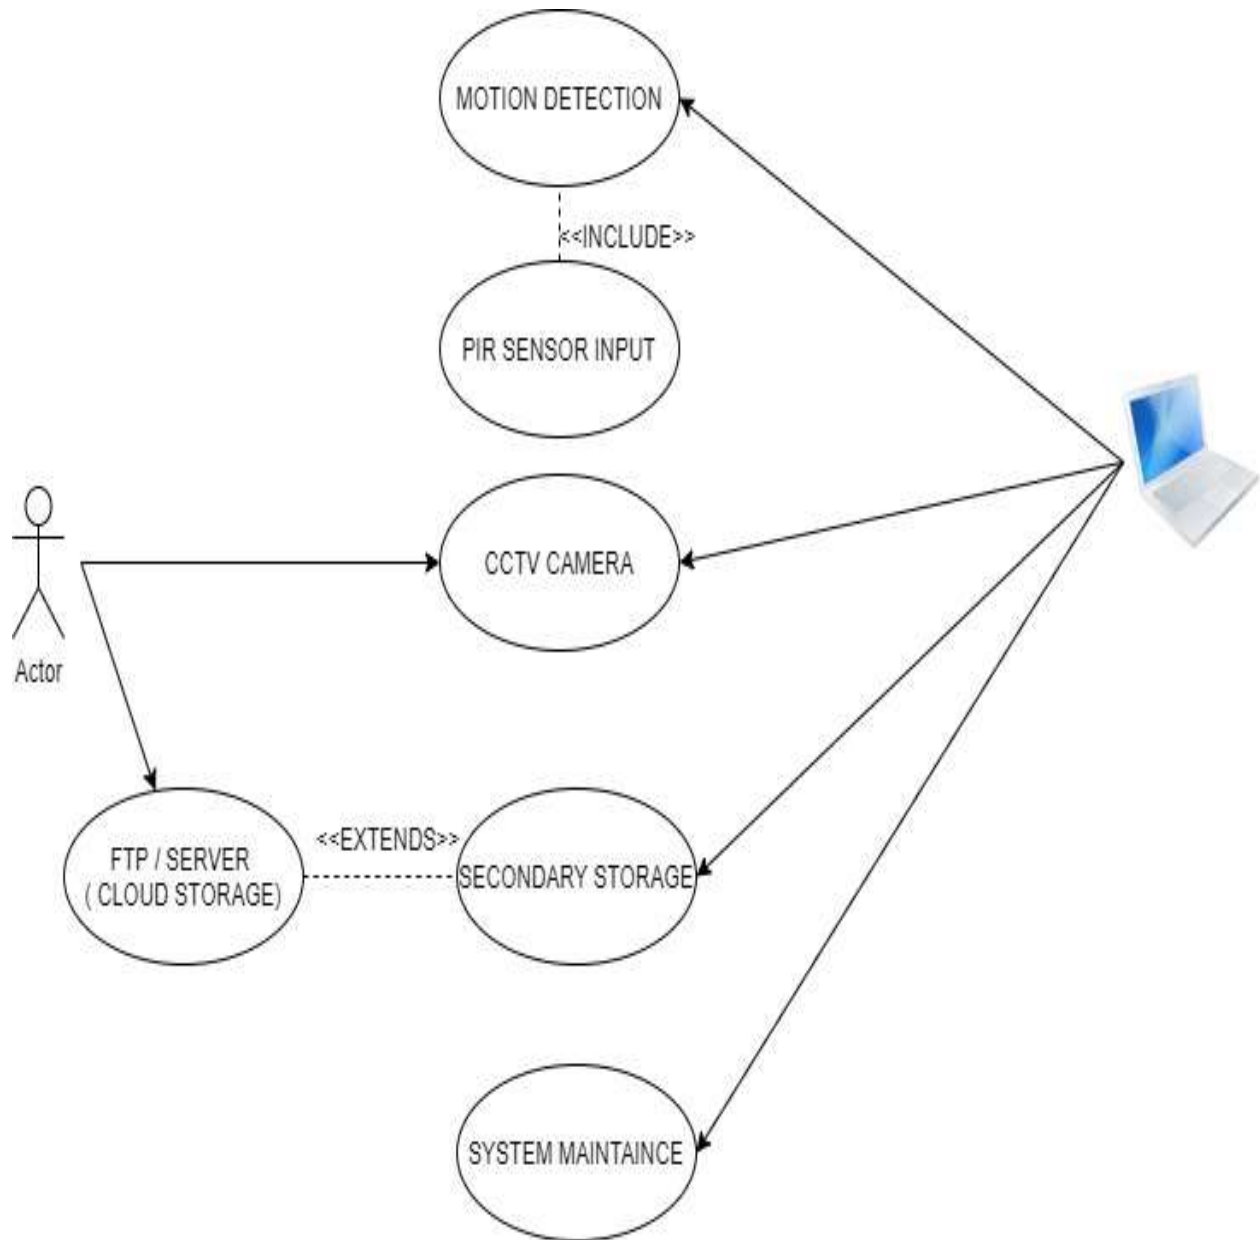 MOTION DETECTION
<<INCLUDE>>
PIR SENSOR INPUT
CCTV CAMERA
Actor
<<EXTENDS>>
FTP / SERVER
( CLOUD STORAGE)
SECONDARY STORAGE
SYSTEM MAINTAINCE